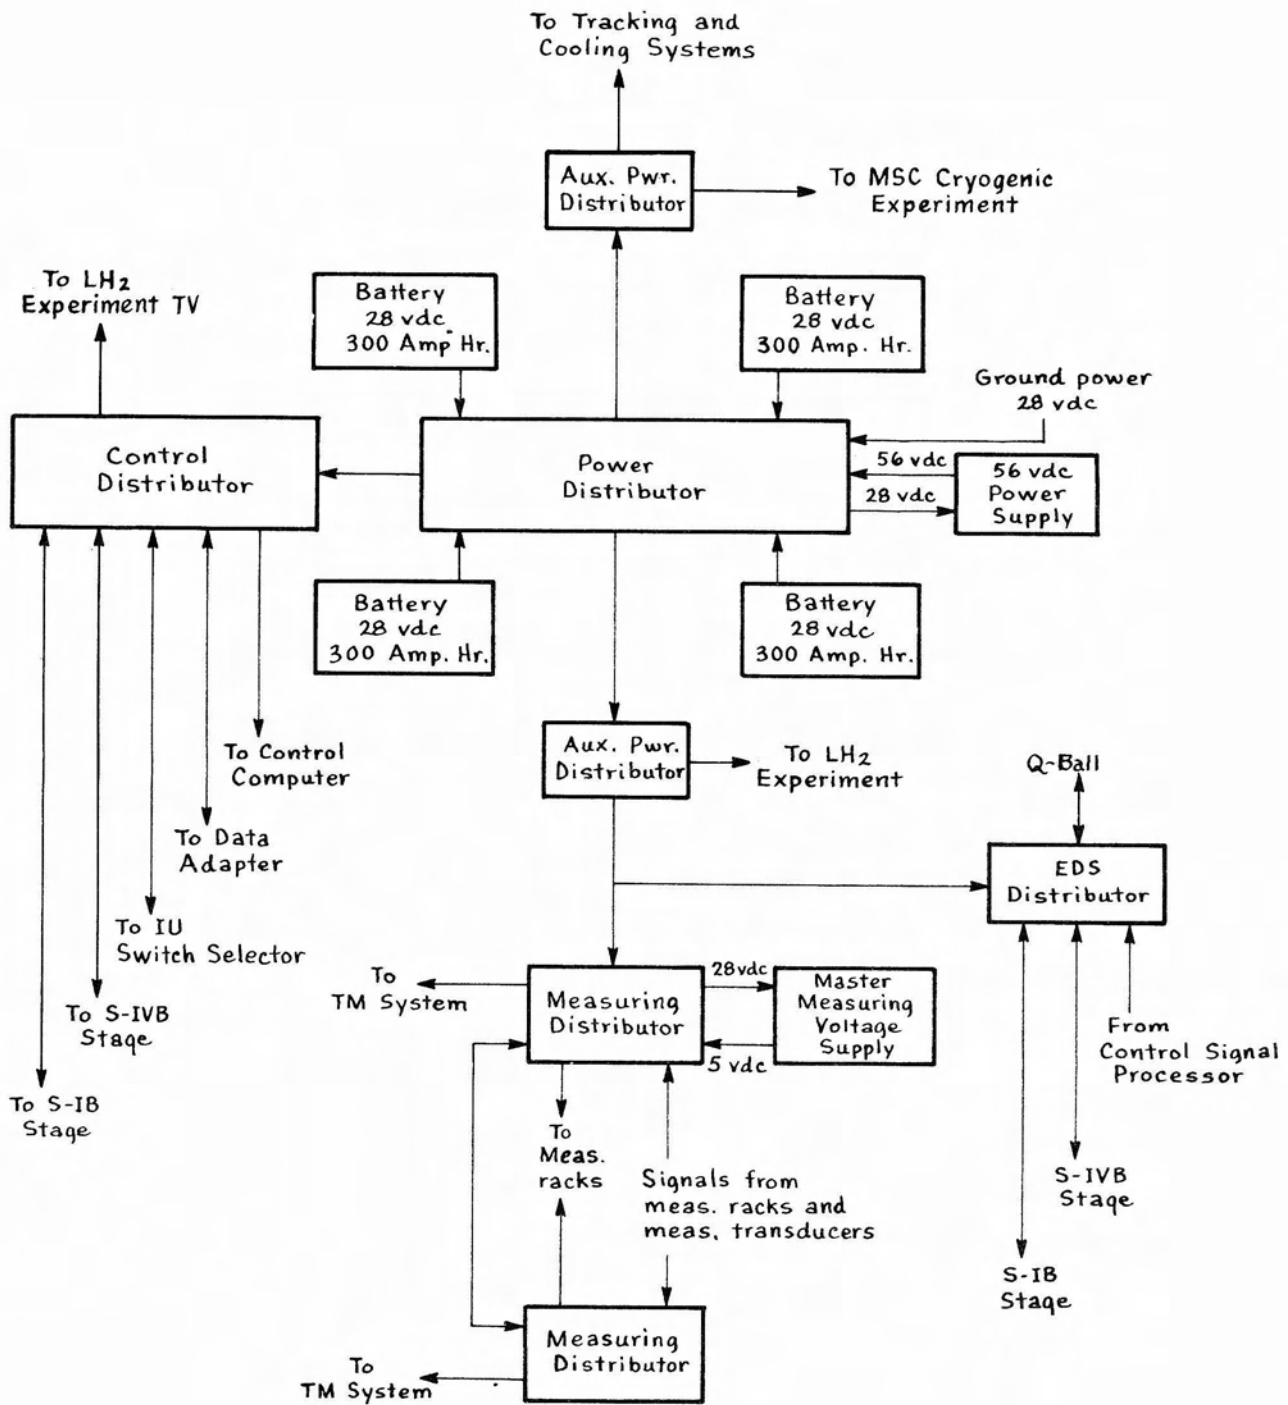 To Tracking and
Cooling Systems
Aux. Pwr.
Distributor
To MSC Cryogenic
Experiment
To LH2
Experiment TV
Battery
28 vdc
300 Amp Hr.
Battery
28 vdc
300 Amp. Hr.
Ground power
28 vdc
Control
Distributor
Power
Distributor
56 vdc
28 vdc
56 vdc
Power
Supply
Battery
28 vdc
300 Amp. Hr.
Battery
28 vdc
300 Amp. Hr.
To Control
Computer
Aux. Pwr.
Distributor
To LH2
Experiment
Q-Ball
To Data
Adapter
EDS
Distributor
To IU
Switch Selector
To
TM System
Measuring
Distributor
28vdc
5 vdc
Master
Measuring
Voltage
Supply
To S-IVB
Stage
From
Control Signal
Processor
To S-IB
Stage
To
Meas.
racks
Signals from
meas. racks and
meas. transducers
S-IVB
Stage
S-IB
Stage
Measuring
Distributor
To
TM System